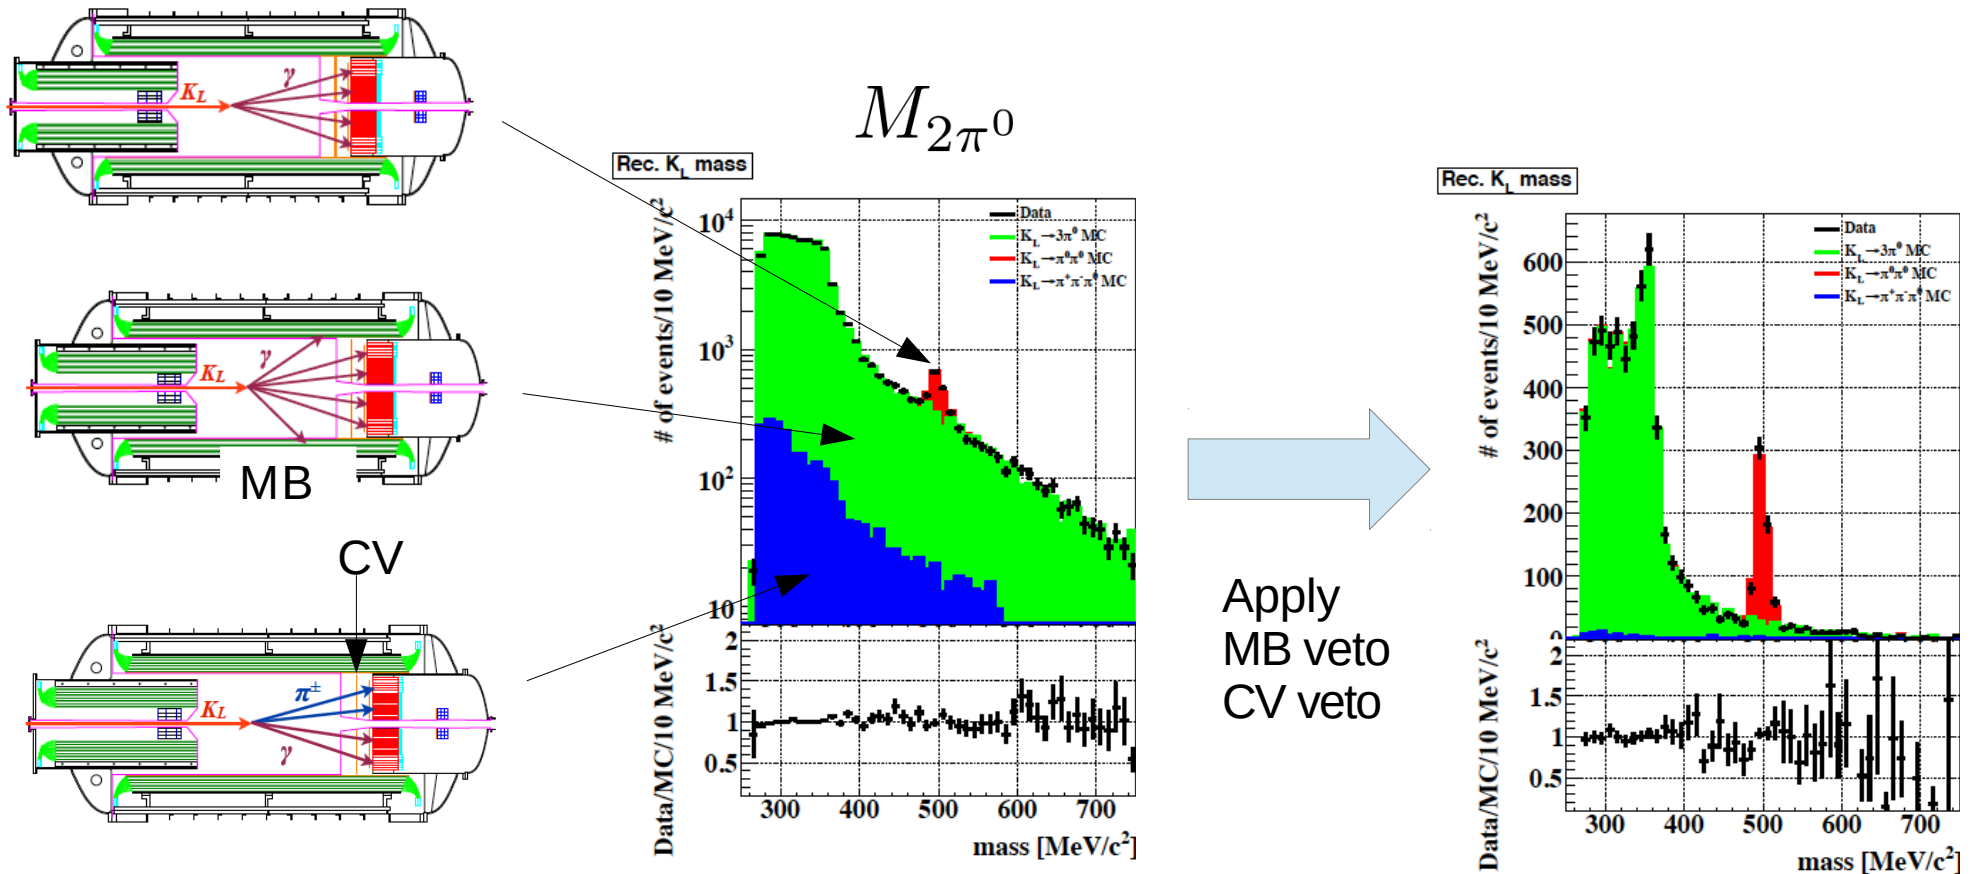 γ
K_L
γ
K_L
MB
CV
π±
K_L
γ
M_{2π⁰}
Rec. K_L mass
# of events/10 MeV/c²
10⁴
10³
10²
10
Data
K_L→3π⁰ MC
K_L→π⁰π⁰ MC
K_L→π⁺π⁻π⁰ MC
Data/MC/10 MeV/c²
2
1.5
1
0.5
300 400 500 600 700
mass [MeV/c²]
Apply
MB veto
CV veto
Rec. K_L mass
# of events/10 MeV/c²
600
500
400
300
200
100
0
Data
K_L→3π⁰ MC
K_L→π⁰π⁰ MC
K_L→π⁺π⁻π⁰ MC
Data/MC/10 MeV/c²
2
1.5
1
0.5
300 400 500 600 700
mass [MeV/c²]